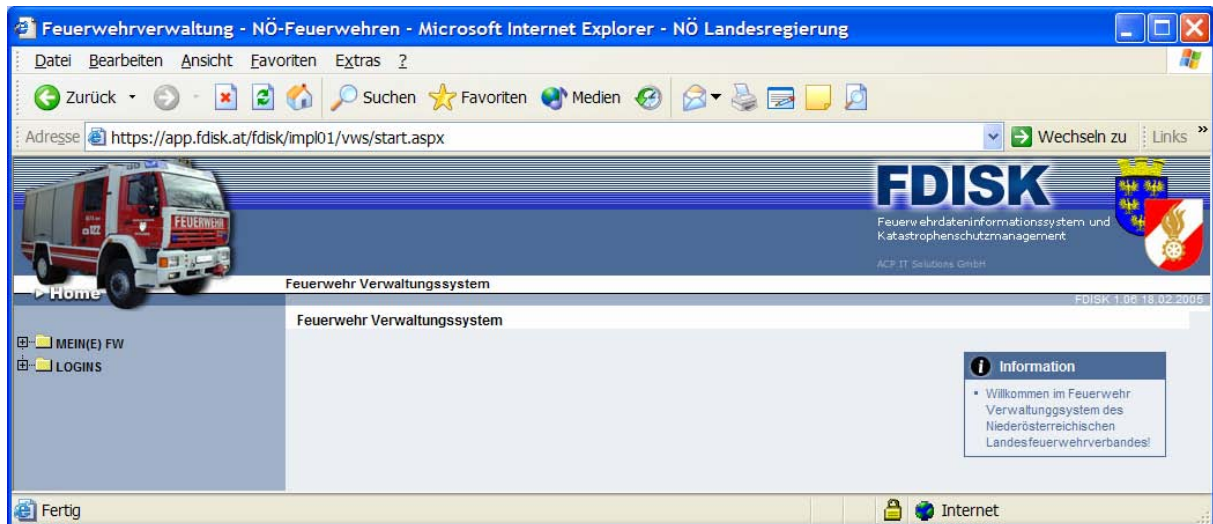 Feuerwehrverwaltung - NÖ-Feuerwehren - Microsoft Internet Explorer - NÖ Landesregierung
Datei Bearbeiten Ansicht Favoriten Extras ?
Zurück Suchen Favoriten Medien
Adresse https://app.fdisk.at/fdisk/impl01/vws/start.aspx Wechseln zu Links »
FDISK
FEUERWEHR
122
Feuerwehrdateninformationssystem und
Katastrophenschutzmanagement
ACP IT Solutions GmbH
Home
Feuerwehr Verwaltungssystem
FDISK 1.06 18.02.2005
Feuerwehr Verwaltungssystem
MEIN(E) FW
LOGINS
i Information
• Willkommen im Feuerwehr
Verwaltunggsystem des
Niederösterreichischen
Landesfeuerwehrverbandes!
Fertig Internet